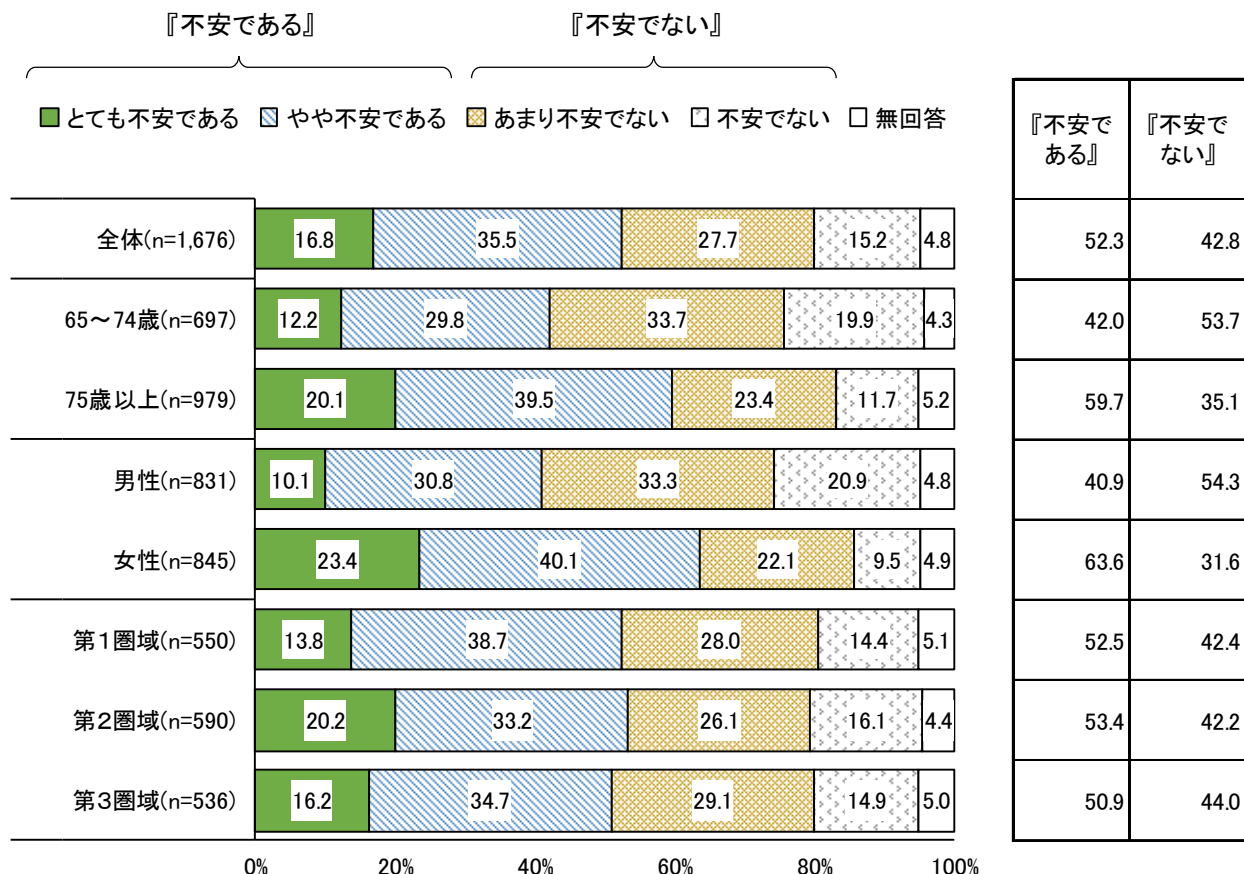 『不安である』 『不安でない』
とても不安である やや不安である あまり不安でない 不安でない 無回答
『不安で
ある』
『不安で
ない』
全体(n=1,676) 16.8 35.5 27.7 15.2 4.8 52.3 42.8
65～74歳(n=697) 12.2 29.8 33.7 19.9 4.3 42.0 53.7
75歳以上(n=979) 20.1 39.5 23.4 11.7 5.2 59.7 35.1
男性(n=831) 10.1 30.8 33.3 20.9 4.8 40.9 54.3
女性(n=845) 23.4 40.1 22.1 9.5 4.9 63.6 31.6
第1圏域(n=550) 13.8 38.7 28.0 14.4 5.1 52.5 42.4
第2圏域(n=590) 20.2 33.2 26.1 16.1 4.4 53.4 42.2
第3圏域(n=536) 16.2 34.7 29.1 14.9 5.0 50.9 44.0
0% 20% 40% 60% 80% 100%